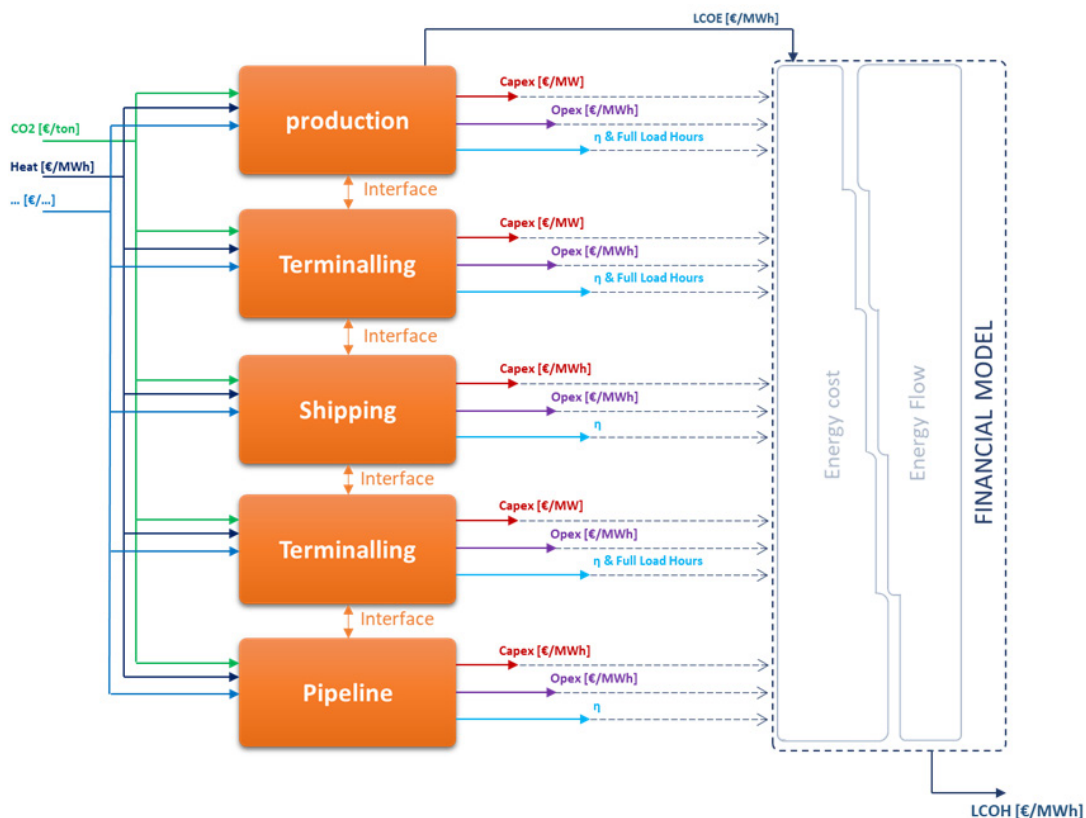 LCOE [€/MWh]
CO2 [€/ton]
Heat [€/MWh]
... [€/...]
production
Capex [€/MW]
Opex [€/MWh]
η & Full Load Hours
Interface
Terminalling
Capex [€/MW]
Opex [€/MWh]
η & Full Load Hours
Interface
Shipping
Capex [€/MWh]
Opex [€/MWh]
η
Interface
Terminalling
Capex [€/MW]
Opex [€/MWh]
η & Full Load Hours
Interface
Pipeline
Capex [€/MWh]
Opex [€/MWh]
η
Energy cost
Energy Flow
FINANCIAL MODEL
LCOH [€/MWh]